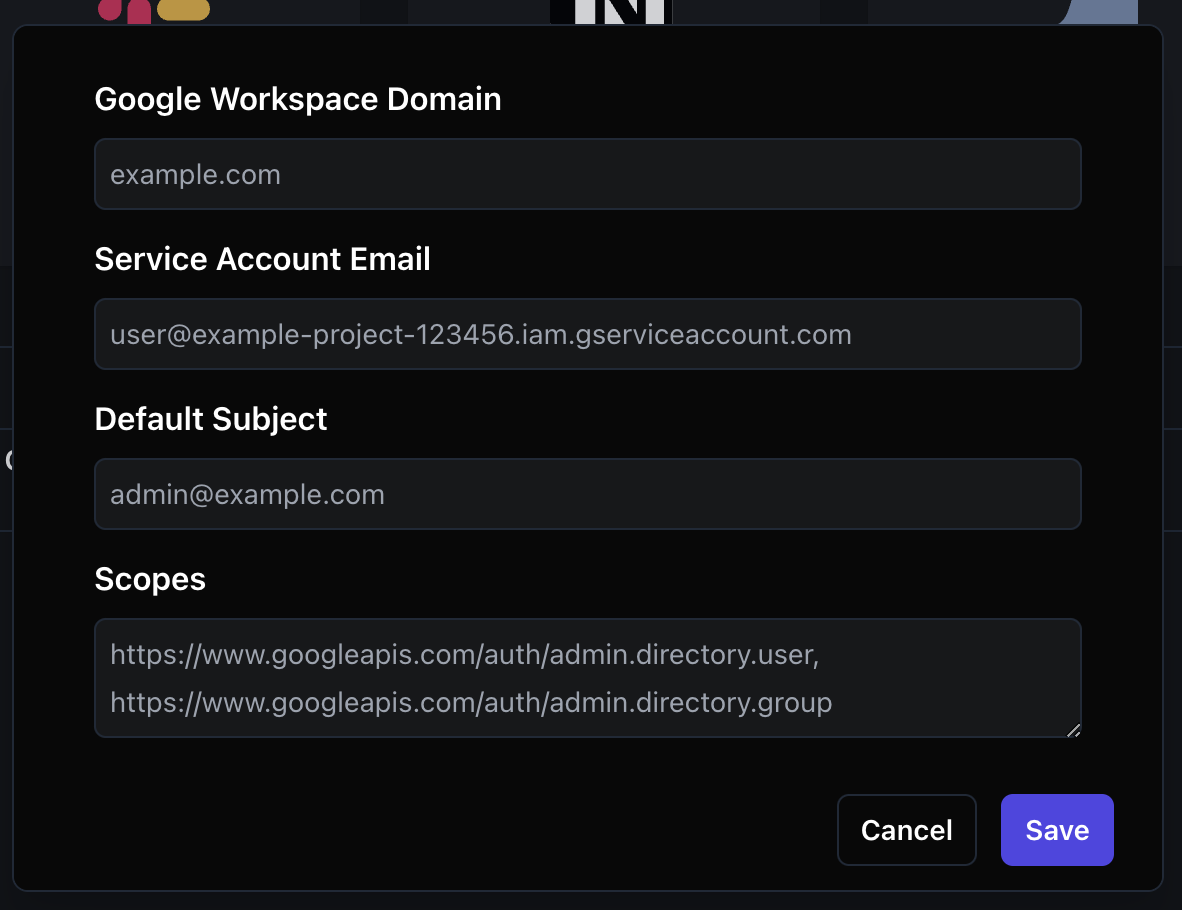 Google Workspace Domain
example.com
Service Account Email
user@example-project-123456.iam.gserviceaccount.com
Default Subject
admin@example.com
Scopes
https://www.googleapis.com/auth/admin.directory.user,
https://www.googleapis.com/auth/admin.directory.group
Cancel
Save